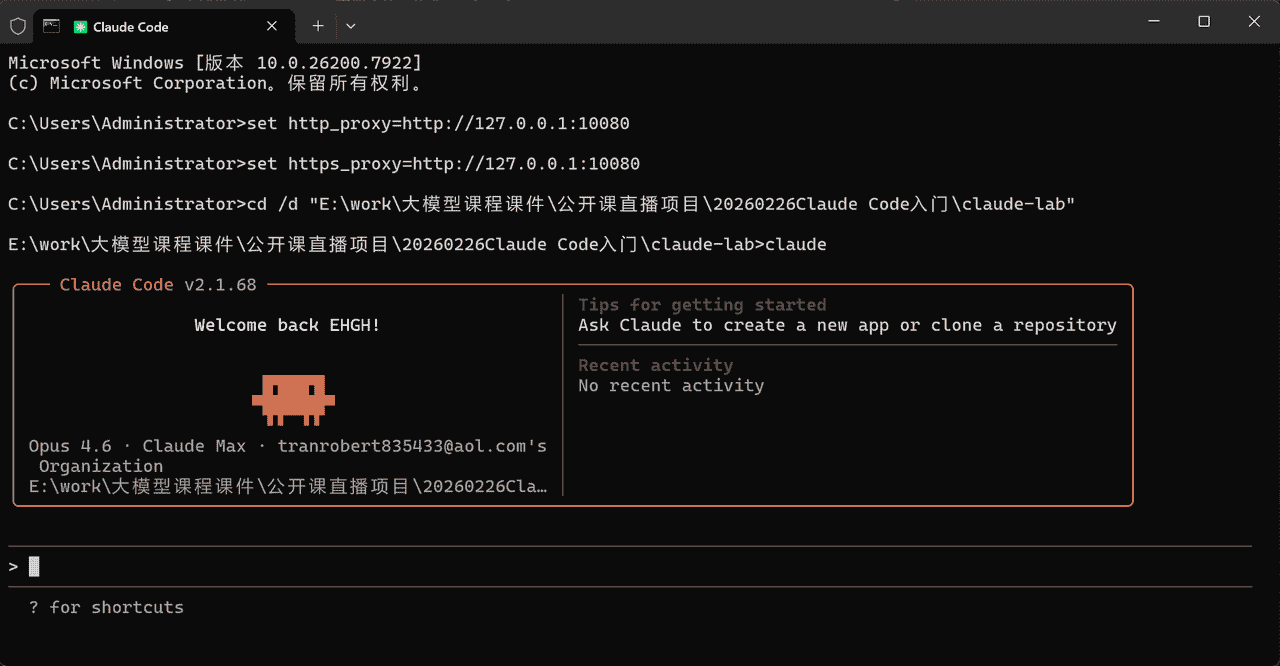 Claude Code
Microsoft Windows [版本 10.0.26200.7922]
(c) Microsoft Corporation。保留所有权利。
C:\Users\Administrator>set http_proxy=http://127.0.0.1:10080
C:\Users\Administrator>set https_proxy=http://127.0.0.1:10080
C:\Users\Administrator>cd /d "E:\work\大模型课程课件\公开课直播项目\20260226Claude Code入门\claude-lab"
E:\work\大模型课程课件\公开课直播项目\20260226Claude Code入门\claude-lab>claude
Claude Code v2.1.68
Welcome back EHGH!
Opus 4.6 · Claude Max · tranrobert835433@aol.com's
Organization
E:\work\大模型课程课件\公开课直播项目\20260226Cla…
Tips for getting started
Ask Claude to create a new app or clone a repository
Recent activity
No recent activity
>
? for shortcuts